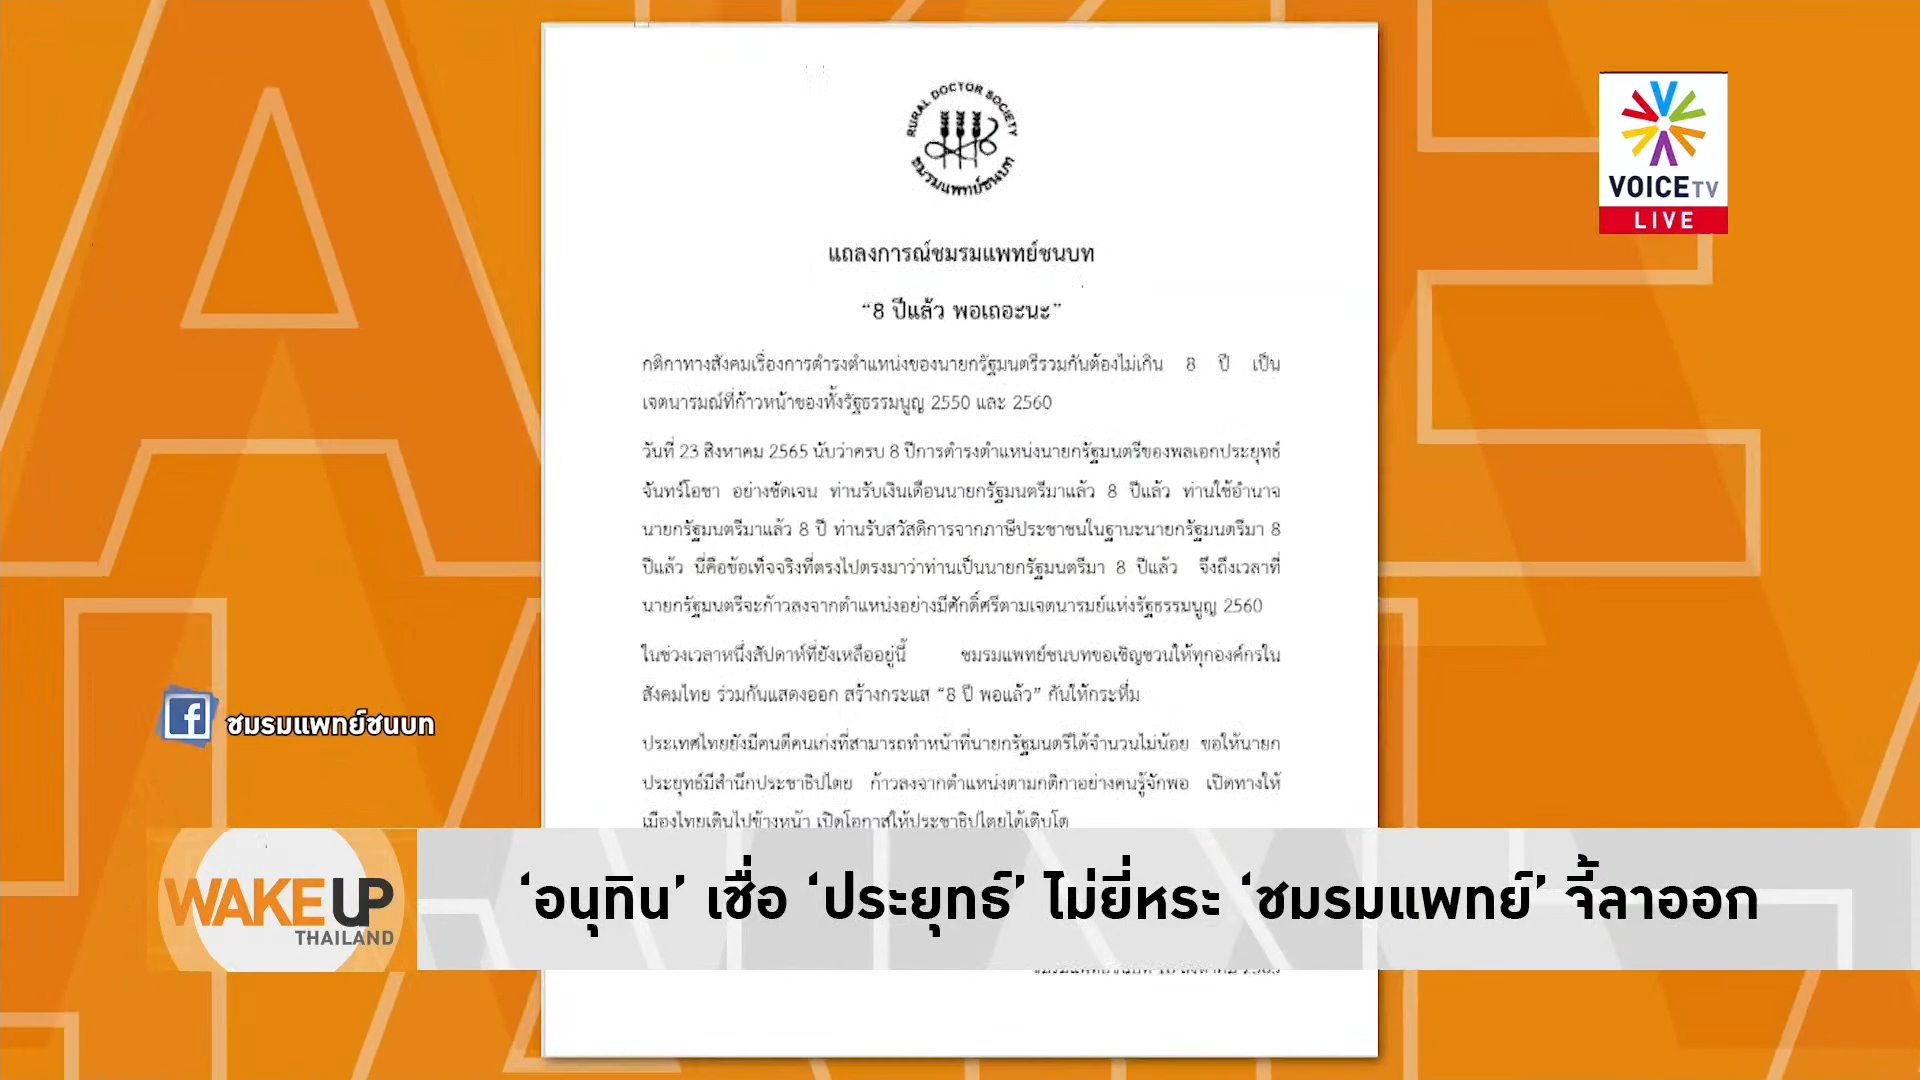 RURAL DOCTOR SOCIETY
ชมรมแพทย์ชนบท
VOICE TV
LIVE
แถลงการณ์ชมรมแพทย์ชนบท
“8 ปีแล้ว พอเถอะนะ”
กติกาทางสังคมเรื่องการดำรงตำแหน่งของนายกรัฐมนตรีรวมกันต้องไม่เกิน 8 ปี เป็น
เจตนารมณ์ที่ก้าวหน้าของทั้งรัฐธรรมนูญ 2550 และ 2560
วันที่ 23 สิงหาคม 2565 นับว่าครบ 8 ปีการดำรงตำแหน่งนายกรัฐมนตรีของพลเอกประยุทธ์
จันทร์โอชา อย่างชัดเจน ท่านรับเงินเดือนนายกรัฐมนตรีมาแล้ว 8 ปีแล้ว ท่านใช้อำนาจ
นายกรัฐมนตรีมาแล้ว 8 ปี ท่านรับสวัสดิการจากภาษีประชาชนในฐานะนายกรัฐมนตรีมา 8
ปีแล้ว นี่คือข้อเท็จจริงที่ตรงไปตรงมาว่าท่านเป็นนายกรัฐมนตรีมา 8 ปีแล้ว จึงถึงเวลาที่
นายกรัฐมนตรีจะก้าวลงจากตำแหน่งอย่างมีศักดิ์ศรีตามเจตนารมย์แห่งรัฐธรรมนูญ 2560
ในช่วงเวลาหนึ่งสัปดาห์ที่ยังเหลืออยู่นี้ ชมรมแพทย์ชนบทขอเชิญชวนให้ทุกองค์กรใน
สังคมไทย ร่วมกันแสดงออก สร้างกระแส “8 ปี พอแล้ว” กันให้กระหึ่ม
ชมรมแพทย์ชนบท
ประเทศไทยยังมีคนดีคนเก่งที่สามารถทำหน้าที่นายกรัฐมนตรีได้จำนวนไม่น้อย ขอให้นายก
ประยุทธ์มีสำนึกประชาธิปไตย ก้าวลงจากตำแหน่งตามกติกาอย่างคนรู้จักพอ เปิดทางให้
เมืองไทยเดินไปข้างหน้า เปิดโอกาสให้ประชาธิปไตยได้เติบโต
WAKE UP
THAILAND
‘อนุทิน’ เชื่อ ‘ประยุทธ์’ ไม่ยี่หระ ‘ชมรมแพทย์’ จี้ลาออก